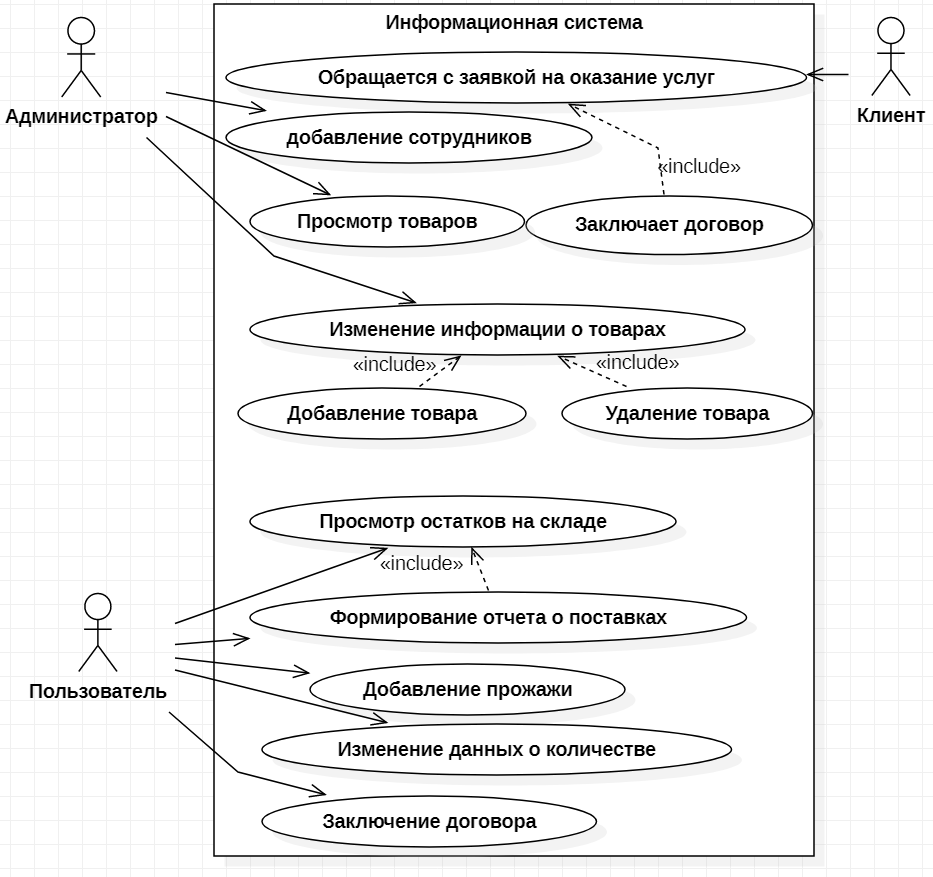 Информационная система
Обращается с заявкой на оказание услуг
Администратор
Клиент
добавление сотрудников
«include»
Просмотр товаров
Заключает договор
Изменение информации о товарах
«include»
«include»
Добавление товара
Удаление товара
Просмотр остатков на складе
«include»
Формирование отчета о поставках
Пользователь
Добавление прожажи
Изменение данных о количестве
Заключение договора